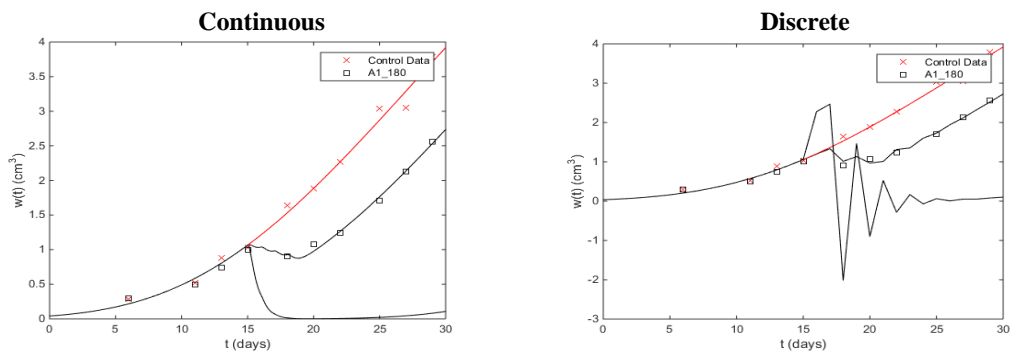 Continuous
Discrete
4
3.5
3
2.5
2
1.5
1
0.5
0
w(t) (cm³)
Control Data
A1_180
0 5 10 15 20 25 30
t (days)
4
3
2
1
0
-1
-2
-3
w(t) (cm³)
Control Data
A1_180
0 5 10 15 20 25 30
t (days)